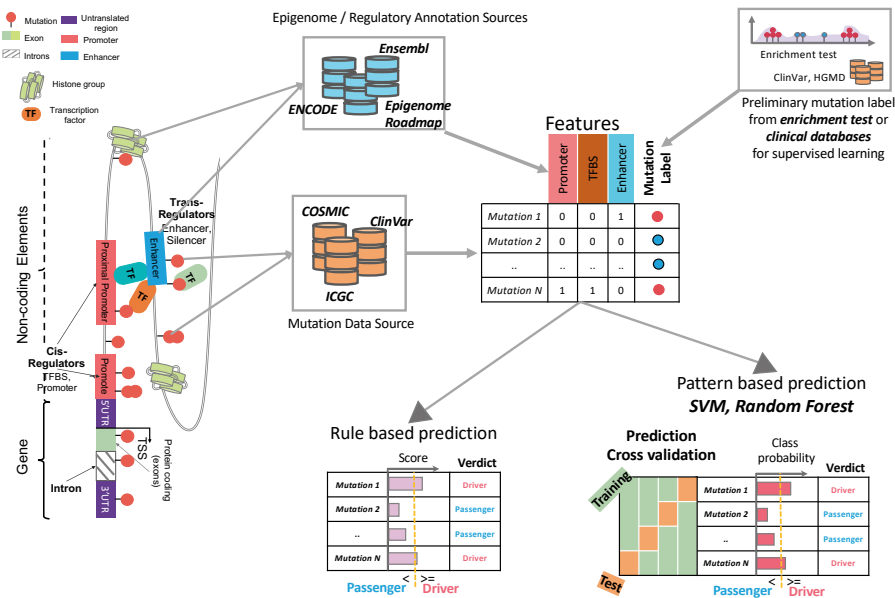 Mutation
Exon
Introns
Untranslated
region
Promoter
Enhancer
Histone group
TF
Transcription
factor
Epigenome / Regulatory Annotation Sources
Ensembl
ENCODE
Epigenome
Roadmap
Enrichment test
ClinVar, HGMD
Preliminary mutation label
from enrichment test or
clinical databases
for supervised learning
Non-coding Elements
Gene
Trans-
Regulators
Enhancer,
Silencer
Proximal Promoter
Enhancer
TF
TF
TF
Cis-
Regulators
TFBS,
Promoter
Promote
5'UTR
TSS
Protein coding
(exons)
Intron
3'UTR
COSMIC
ClinVar
ICGC
Mutation Data Source
Features
Promoter
TFBS
Enhancer
Mutation
Label
Mutation 1 0 0 1
Mutation 2 0 0 0
.. .. .. ..
Mutation N 1 1 0
Rule based prediction
Score
Verdict
Mutation 1 Driver
Mutation 2 Passenger
.. Passenger
Mutation N Driver
< >=
Passenger Driver
Pattern based prediction
SVM, Random Forest
Prediction
Cross validation
Class
probability
Verdict
Training
Test
Mutation 1 Driver
Mutation 2 Passenger
.. Passenger
Mutation N Driver
< >=
Passenger Driver